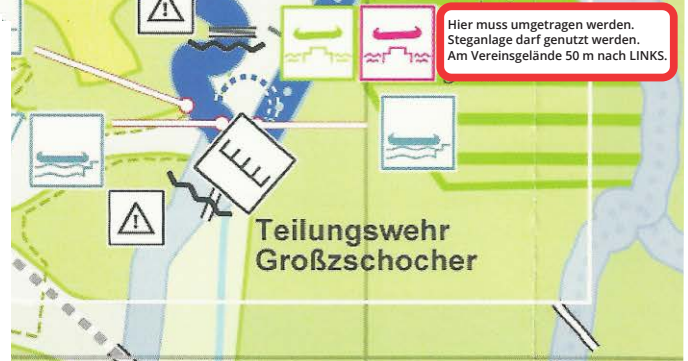 Hier muss umgetragen werden.
Steganlage darf genutzt werden.
Am Vereinsgelände 50 m nach LINKS.
Teilungswehr
Großzschocher